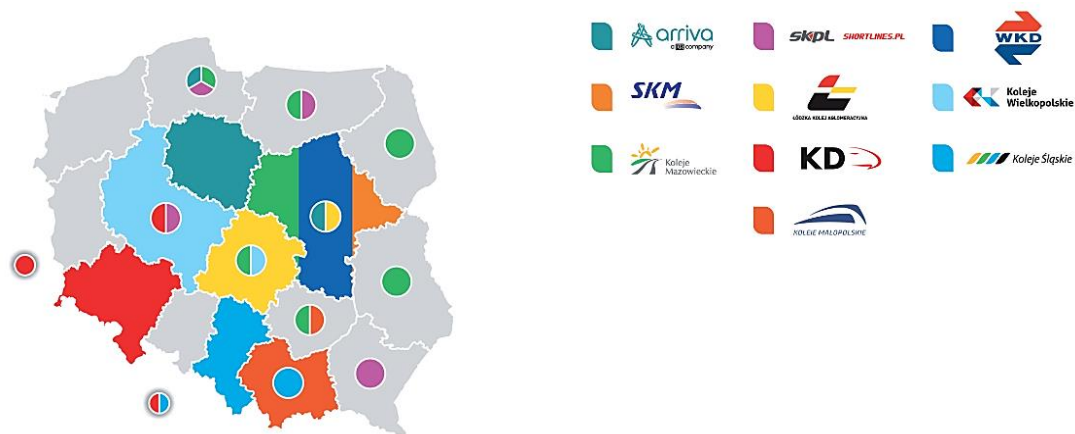 arriva
a DB company
SKPL SHORTLINES.PL
WKD
SKM
ŁÓDZKA KOLEJ AGLOMERACYJNA
Koleje
Wielkopolskie
Koleje
Mazowieckie
KD
Koleje Śląskie
KOLEJE MAŁOPOLSKIE